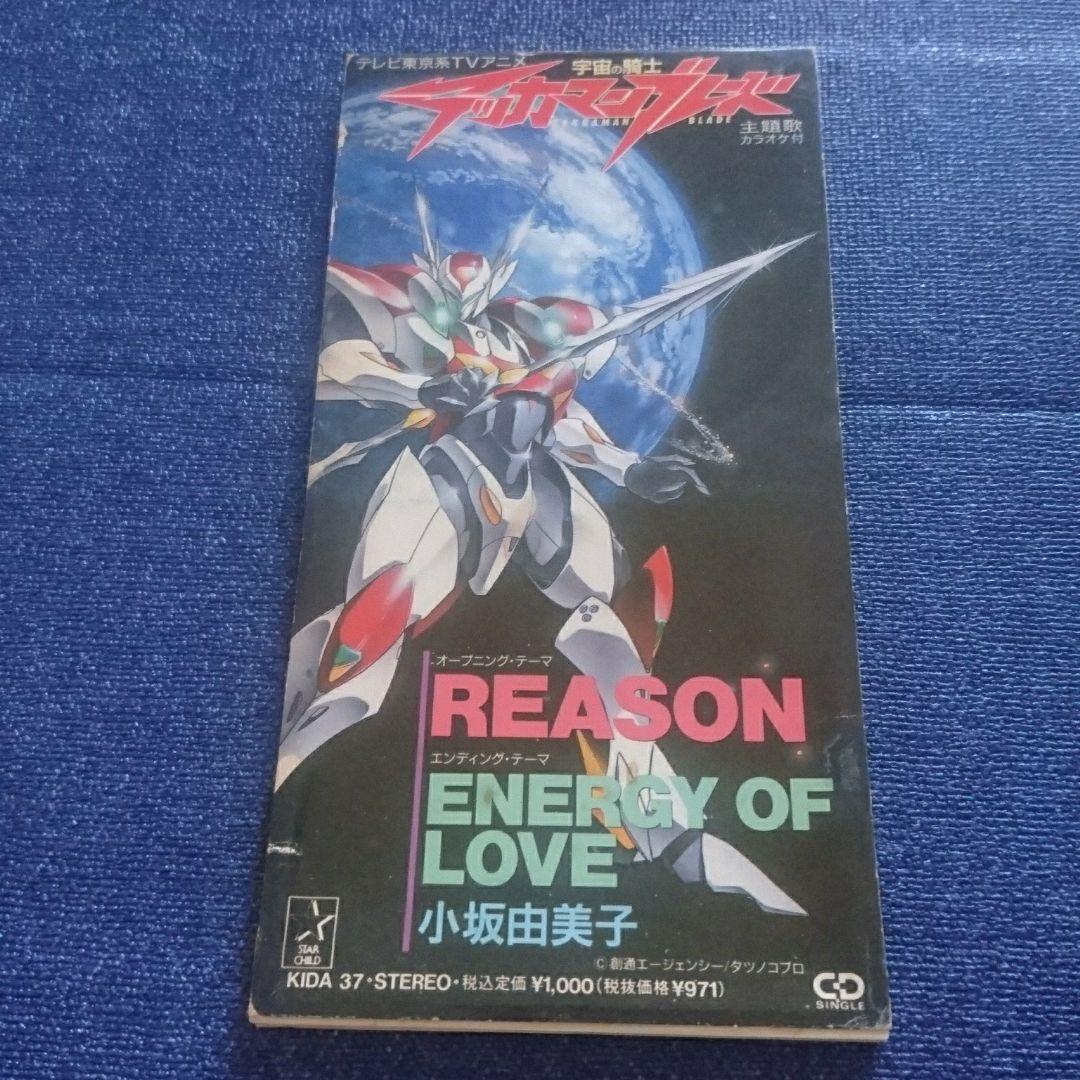 テレビ東京系TVアニメ
宇宙の騎士
テッカマンブレード
TEKKAMAN BLADE
主題歌
カラオケ付
オープニング・テーマ
REASON
エンディング・テーマ
ENERGY OF
LOVE
小坂由美子
STAR
CHILD
©創通エージェンシー/タツノコプロ
KIDA 37・STEREO・税込定価¥1,000(税抜価格¥971)
CD
SINGLE